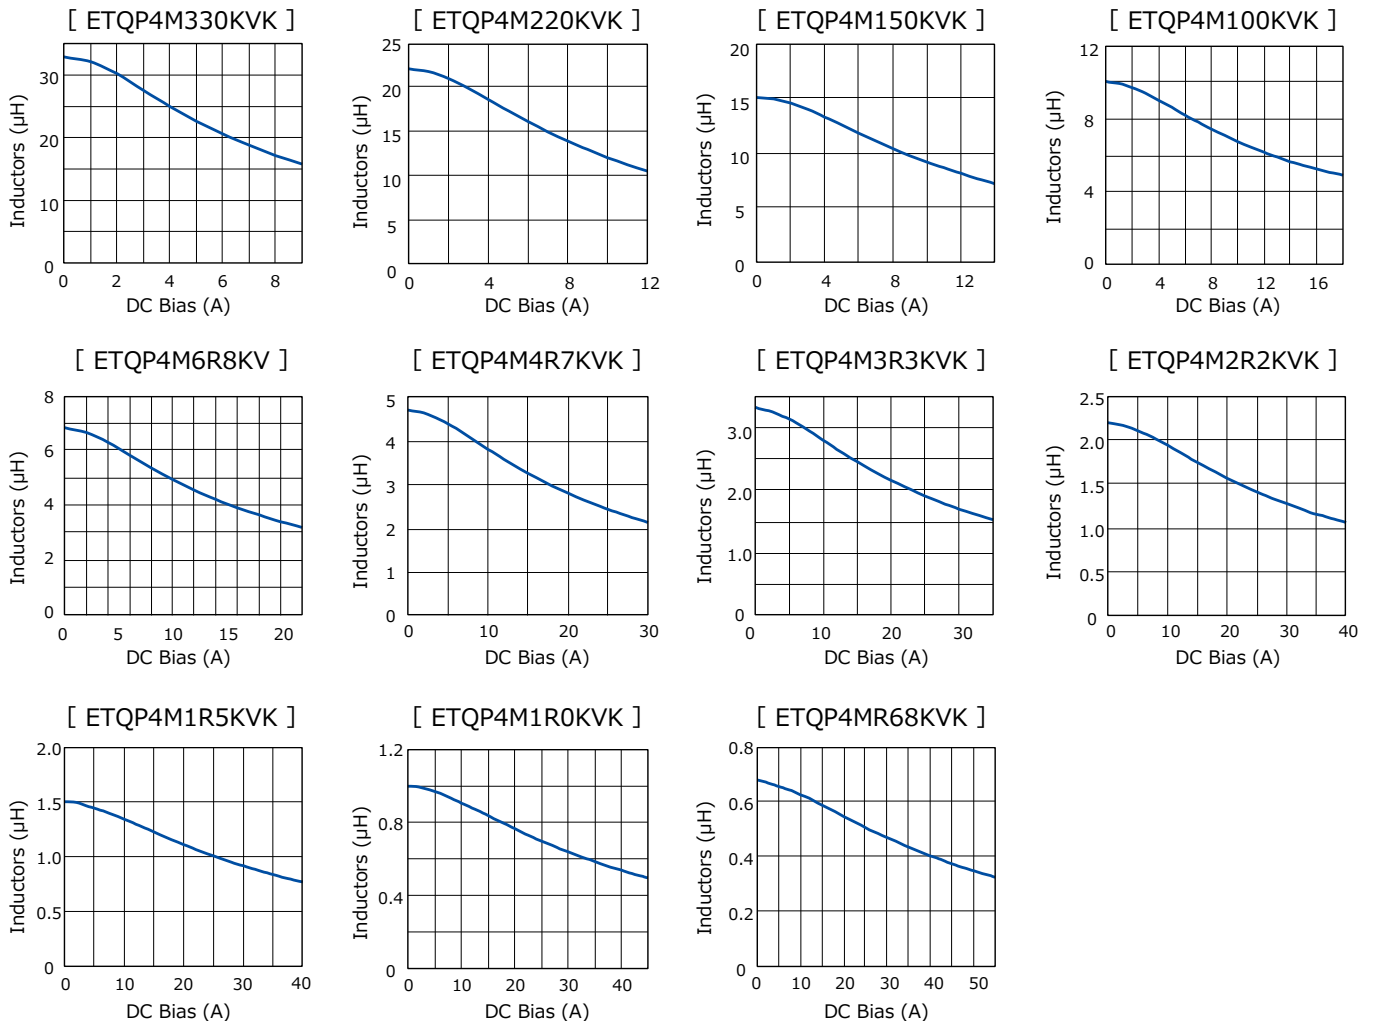 [ ETQP4M330KVK ]
Inductors (μH)
30
20
10
0
0 2 4 6 8
DC Bias (A)
[ ETQP4M220KVK ]
Inductors (μH)
25
20
15
10
5
0
0 4 8 12
DC Bias (A)
[ ETQP4M150KVK ]
Inductors (μH)
20
15
10
5
0
0 4 8 12
DC Bias (A)
[ ETQP4M100KVK ]
Inductors (μH)
12
8
4
0
0 4 8 12 16
DC Bias (A)
[ ETQP4M6R8KV ]
Inductors (μH)
8
6
4
2
0
0 5 10 15 20
DC Bias (A)
[ ETQP4M4R7KVK ]
Inductors (μH)
5
4
3
2
1
0
0 10 20 30
DC Bias (A)
[ ETQP4M3R3KVK ]
Inductors (μH)
3.0
2.0
1.0
0
0 10 20 30
DC Bias (A)
[ ETQP4M2R2KVK ]
Inductors (μH)
2.5
2.0
1.5
1.0
0.5
0
0 10 20 30 40
DC Bias (A)
[ ETQP4M1R5KVK ]
Inductors (μH)
2.0
1.5
1.0
0.5
0
0 10 20 30 40
DC Bias (A)
[ ETQP4M1R0KVK ]
Inductors (μH)
1.2
0.8
0.4
0
0 10 20 30 40
DC Bias (A)
[ ETQP4MR68KVK ]
Inductors (μH)
0.8
0.6
0.4
0.2
0
0 10 20 30 40 50
DC Bias (A)